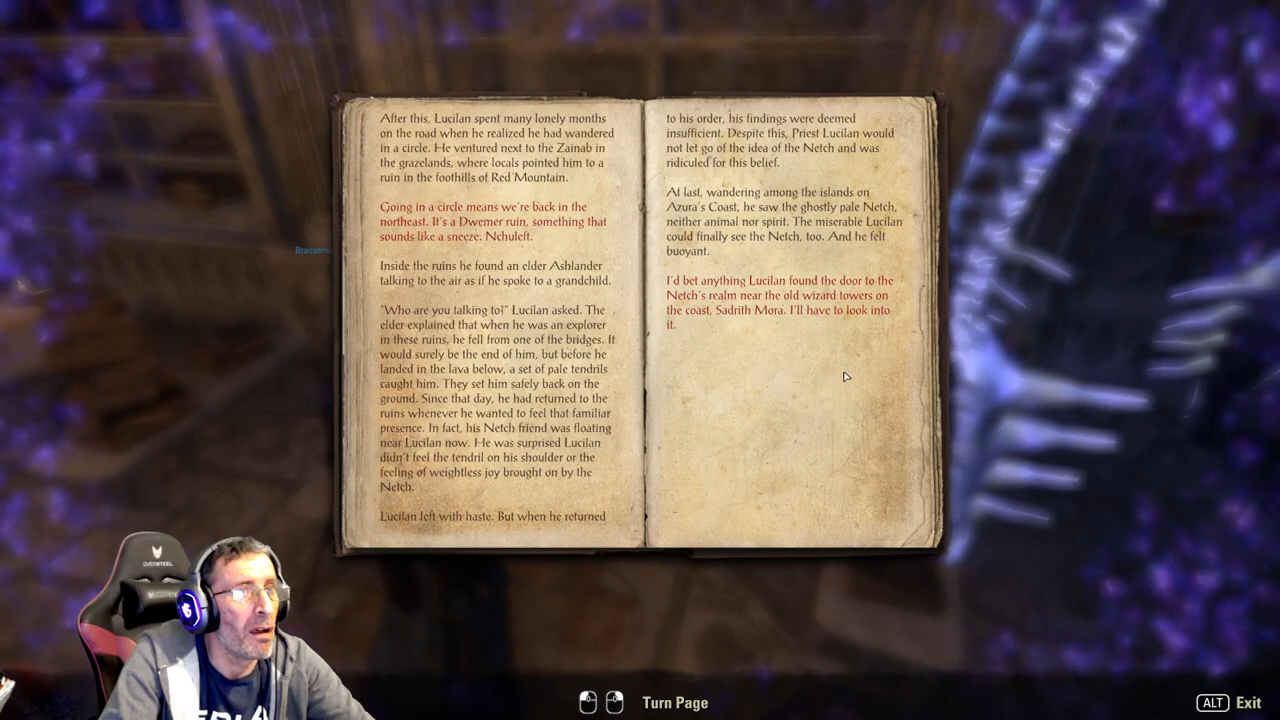 After this, Lucilan spent many lonely months
on the road when he realized he had wandered
in a circle. He ventured next to the Zainab in
the grazelands, where locals pointed him to a
ruin in the foothills of Red Mountain.
Going in a circle means we're back in the
northeast. It's a Dwemer ruin, something that
sounds like a sneeze. Nchuleft.
Inside the ruins he found an elder Ashlander
talking to the air as if he spoke to a grandchild.
"Who are you talking to?" Lucilan asked. The
elder explained that when he was an explorer
in these ruins, he fell from one of the bridges. It
would surely be the end of him, but before he
landed in the lava below, a set of pale tendrils
caught him. They set him safely back on the
ground. Since that day, he had returned to the
ruins whenever he wanted to feel that familiar
presence. In fact, his Netch friend was floating
near Lucilan now. He was surprised Lucilan
didn't feel the tendril on his shoulder or the
feeling of weightless joy brought on by the
Netch.
Lucilan left with haste. But when he returned
to his order, his findings were deemed
insufficient. Despite this, Priest Lucilan would
not let go of the idea of the Netch and was
ridiculed for this belief.
At last, wandering among the islands on
Azura's Coast, he saw the ghostly pale Netch,
neither animal nor spirit. The miserable Lucilan
could finally see the Netch, too. And he felt
buoyant.
I'd bet anything Lucilan found the door to the
Netch's realm near the old wizard towers on
the coast, Sadrith Mora. I'll have to look into
it.
OVERSTEEL
Turn Page
ALT Exit